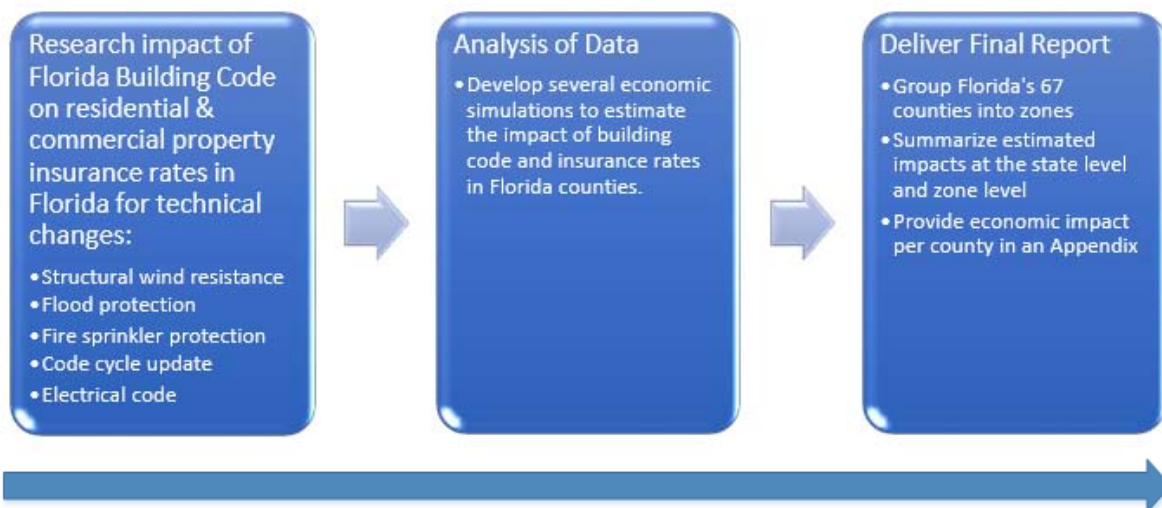 Research impact of
Florida Building Code
on residential &
commercial property
insurance rates in
Florida for technical
changes:
•Structural wind resistance
•Flood protection
•Fire sprinkler protection
•Code cycle update
•Electrical code
Analysis of Data
•Develop several economic
simulations to estimate
the impact of building
code and insurance rates
in Florida counties.
Deliver Final Report
•Group Florida's 67
counties into zones
•Summarize estimated
impacts at the state level
and zone level
•Provide economic impact
per county in an Appendix